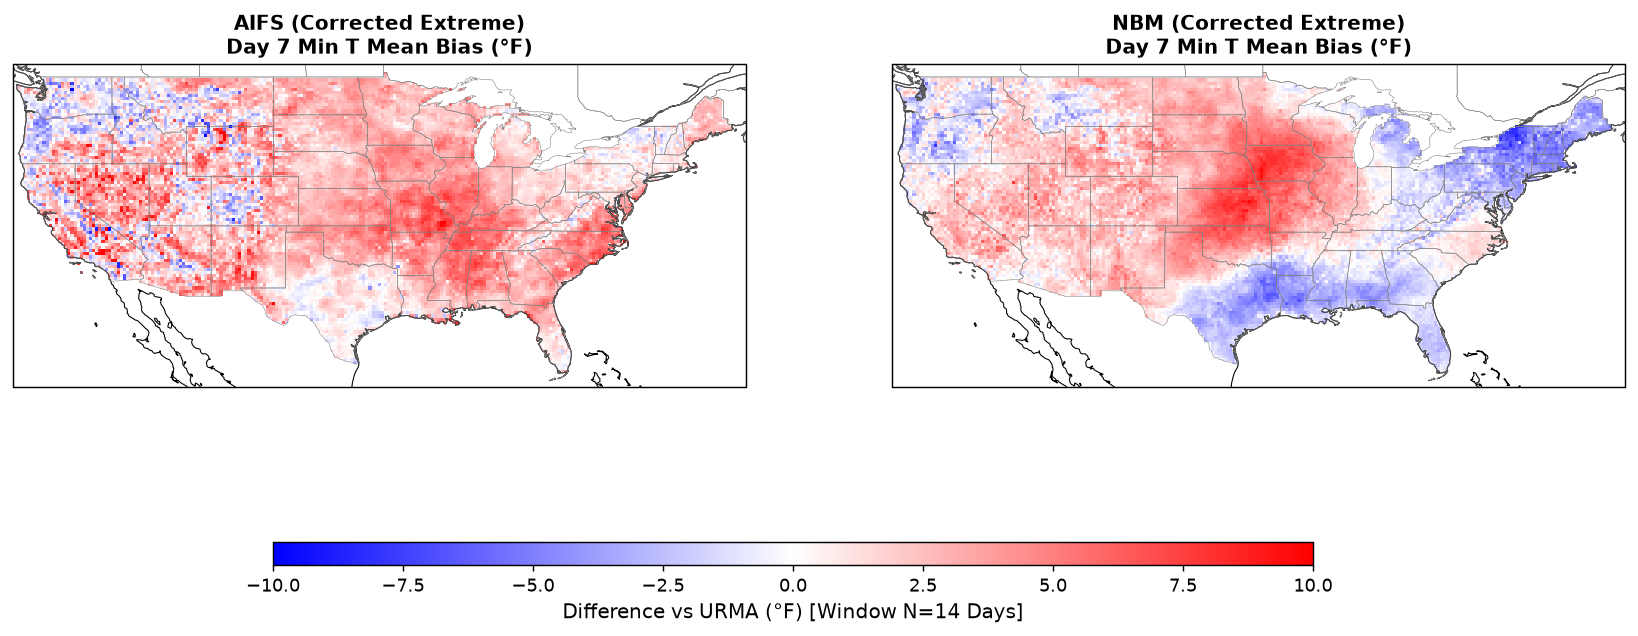 AIFS (Corrected Extreme)
Day 7 Min T Mean Bias (°F)
NBM (Corrected Extreme)
Day 7 Min T Mean Bias (°F)
−10.0 −7.5 −5.0 −2.5 0.0 2.5 5.0 7.5 10.0
Difference vs URMA (°F) [Window N=14 Days]